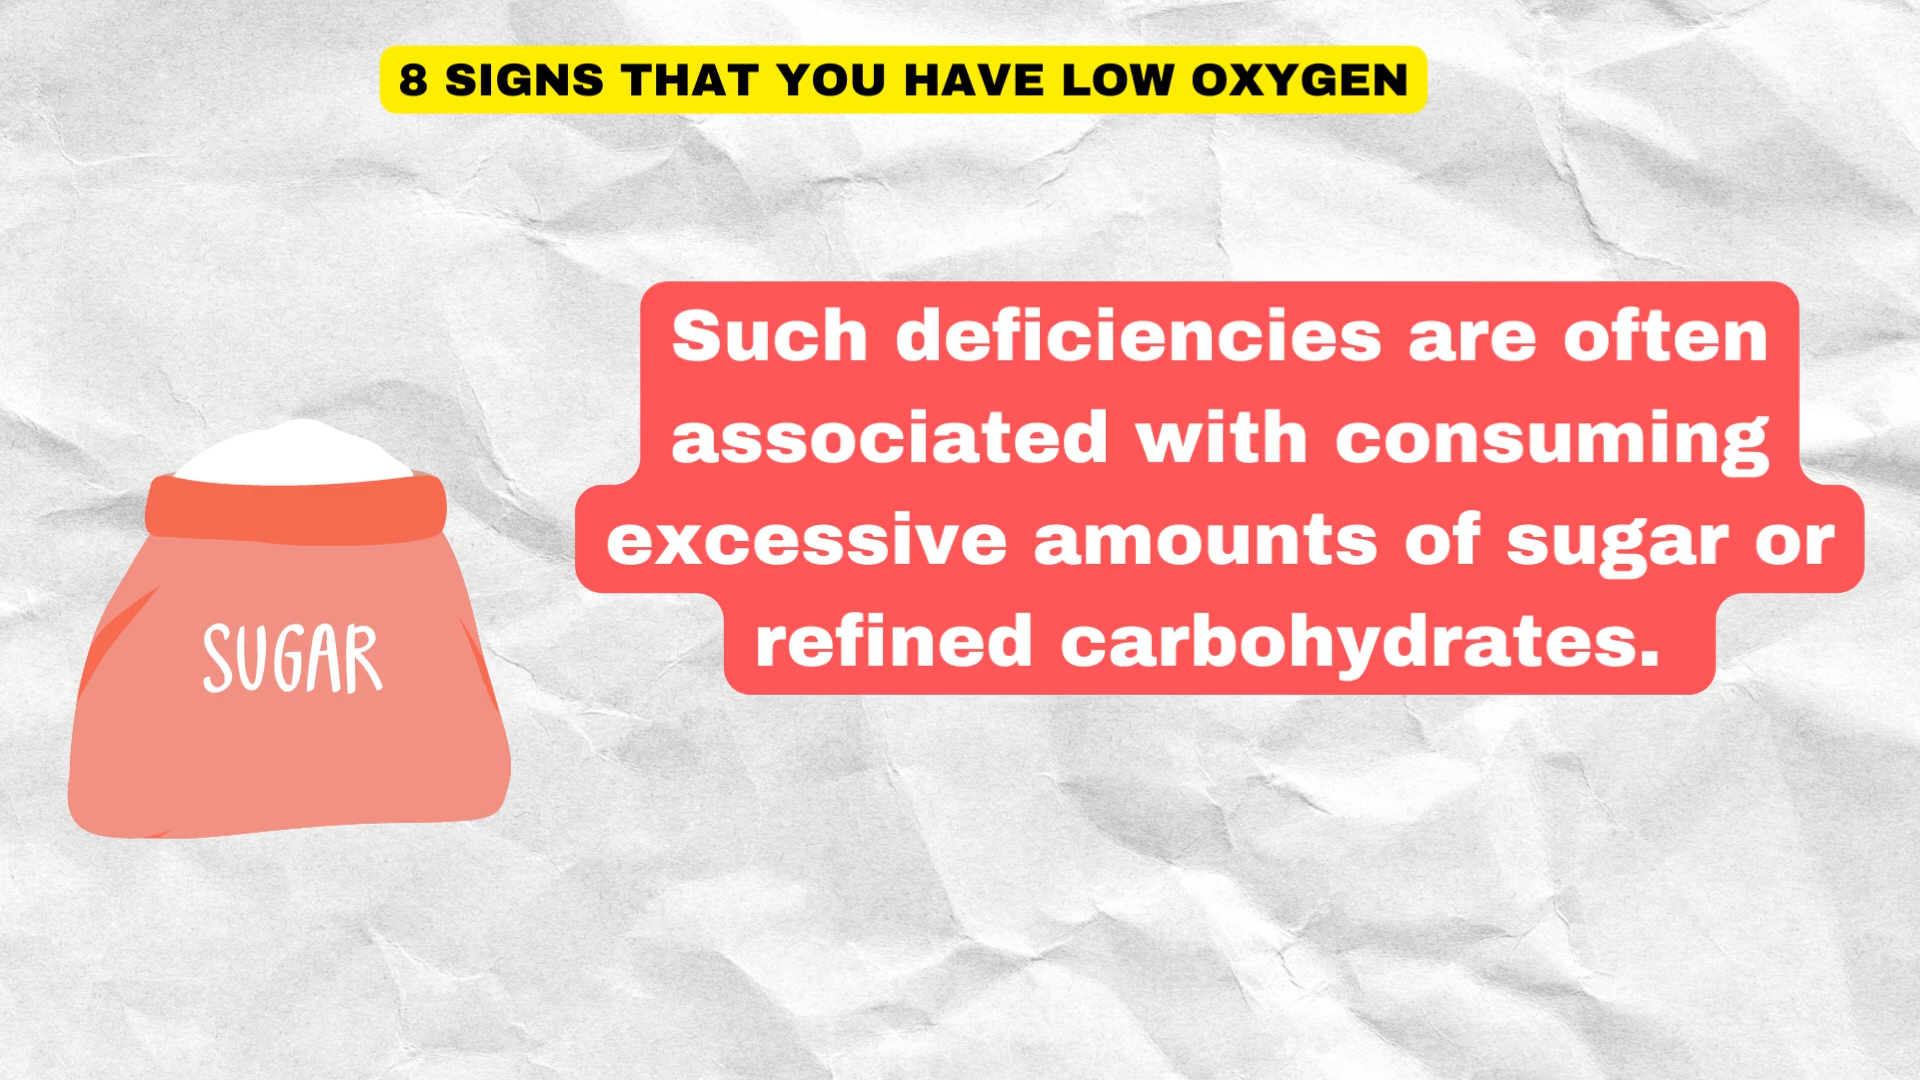 8 SIGNS THAT YOU HAVE LOW OXYGEN
Such deficiencies are often
associated with consuming
excessive amounts of sugar or
refined carbohydrates.
SUGAR